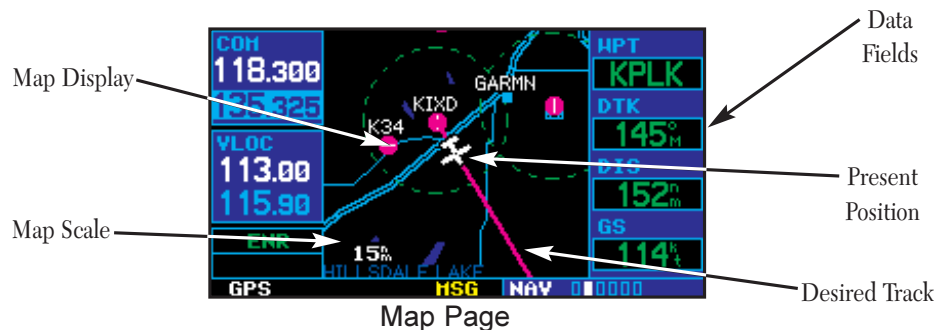 Data
Fields
Map Display
Present
Position
Map Scale
Desired Track
COM
118.300
135.325
VLOC
113.00
115.90
ENR
GPS
KIXD
K34
GARMN
15nm
HILLSDALE LAKE
MSG
NAV
WPT
KPLK
DTK
145°M
DIS
152nm
GS
114kt
Map Page